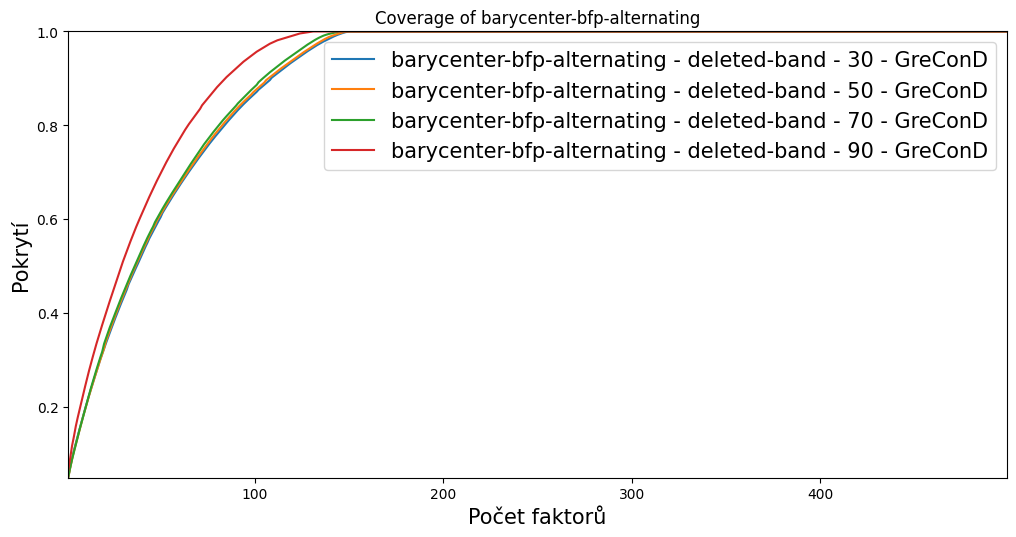 Coverage of barycenter-bfp-alternating
1.0
0.8
0.6
0.4
0.2
Pokrytí
barycenter-bfp-alternating - deleted-band - 30 - GreConD
barycenter-bfp-alternating - deleted-band - 50 - GreConD
barycenter-bfp-alternating - deleted-band - 70 - GreConD
barycenter-bfp-alternating - deleted-band - 90 - GreConD
100
200
300
400
Počet faktorů